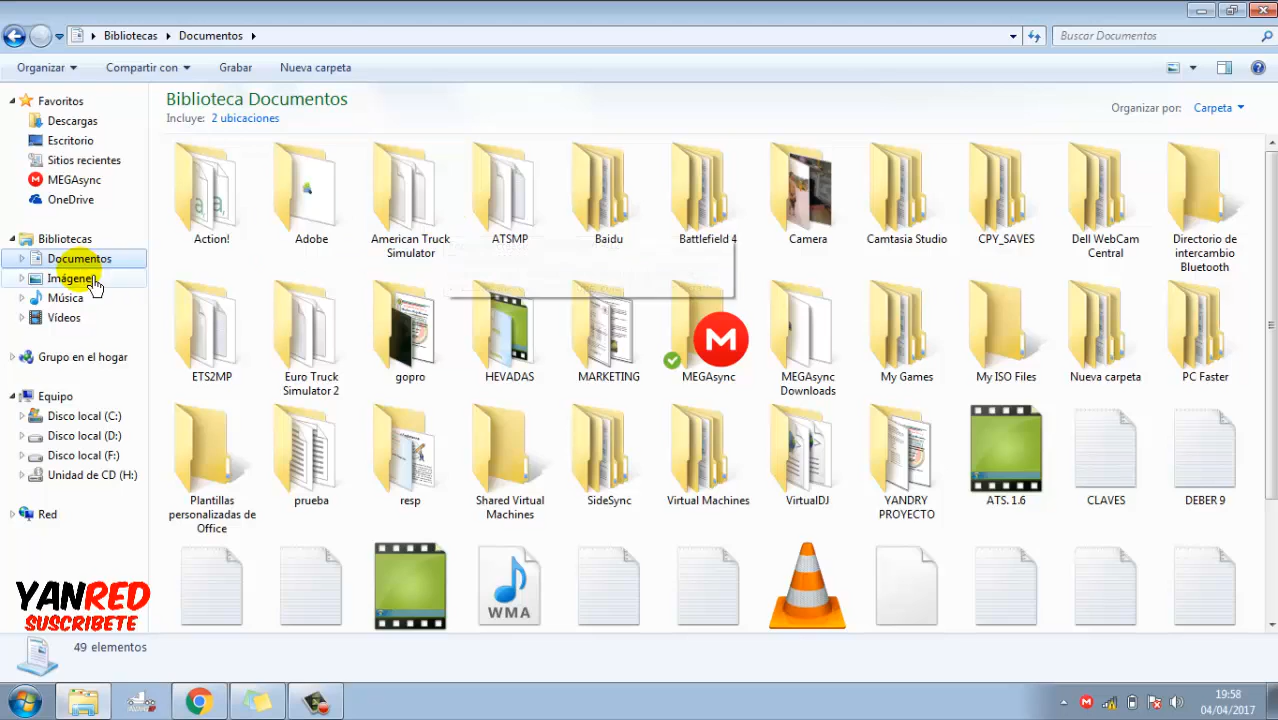 Bibliotecas Documentos
Buscar Documentos
Organizar Compartir con Grabar Nueva carpeta
Favoritos
Descargas
Escritorio
Sitios recientes
MEGAsync
OneDrive
Bibliotecas
Documentos
Imágenes
Música
Vídeos
Grupo en el hogar
Equipo
Disco local (C:)
Disco local (D:)
Disco local (F:)
Unidad de CD (H:)
Red
Biblioteca Documentos
Incluye: 2 ubicaciones
Organizar por: Carpeta
Action! Adobe American Truck ATSMP Baidu Battlefield 4 Camera Camtasia Studio CPY_SAVES Dell WebCam Directorio de
Simulator Central intercambio
Bluetooth
ETS2MP Euro Truck gopro HEVADAS MARKETING MEGAsync MEGAsync My Games My ISO Files Nueva carpeta PC Faster
Simulator 2 Downloads
Plantillas prueba resp Shared Virtual SideSync Virtual Machines VirtualDJ YANDRY ATS. 1.6 CLAVES DEBER 9
personalizadas de Machines PROYECTO
Office
WMA
YANRED
SUSCRIBETE
49 elementos
19:58
04/04/2017